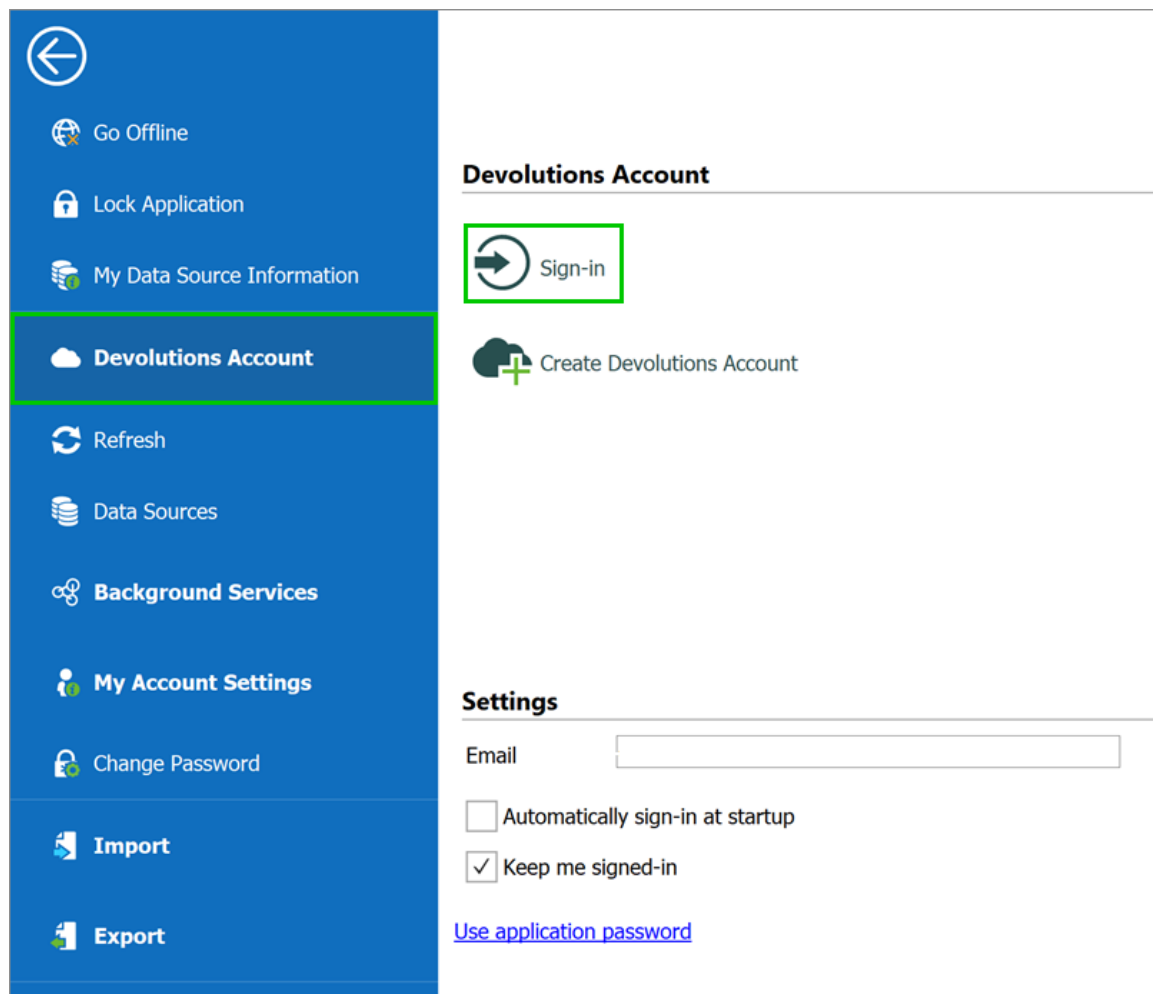 Go Offline
Lock Application
My Data Source Information
Devolutions Account
Refresh
Data Sources
Background Services
My Account Settings
Change Password
Import
Export
Devolutions Account
Sign-in
Create Devolutions Account
Settings
Email
Automatically sign-in at startup
Keep me signed-in
Use application password